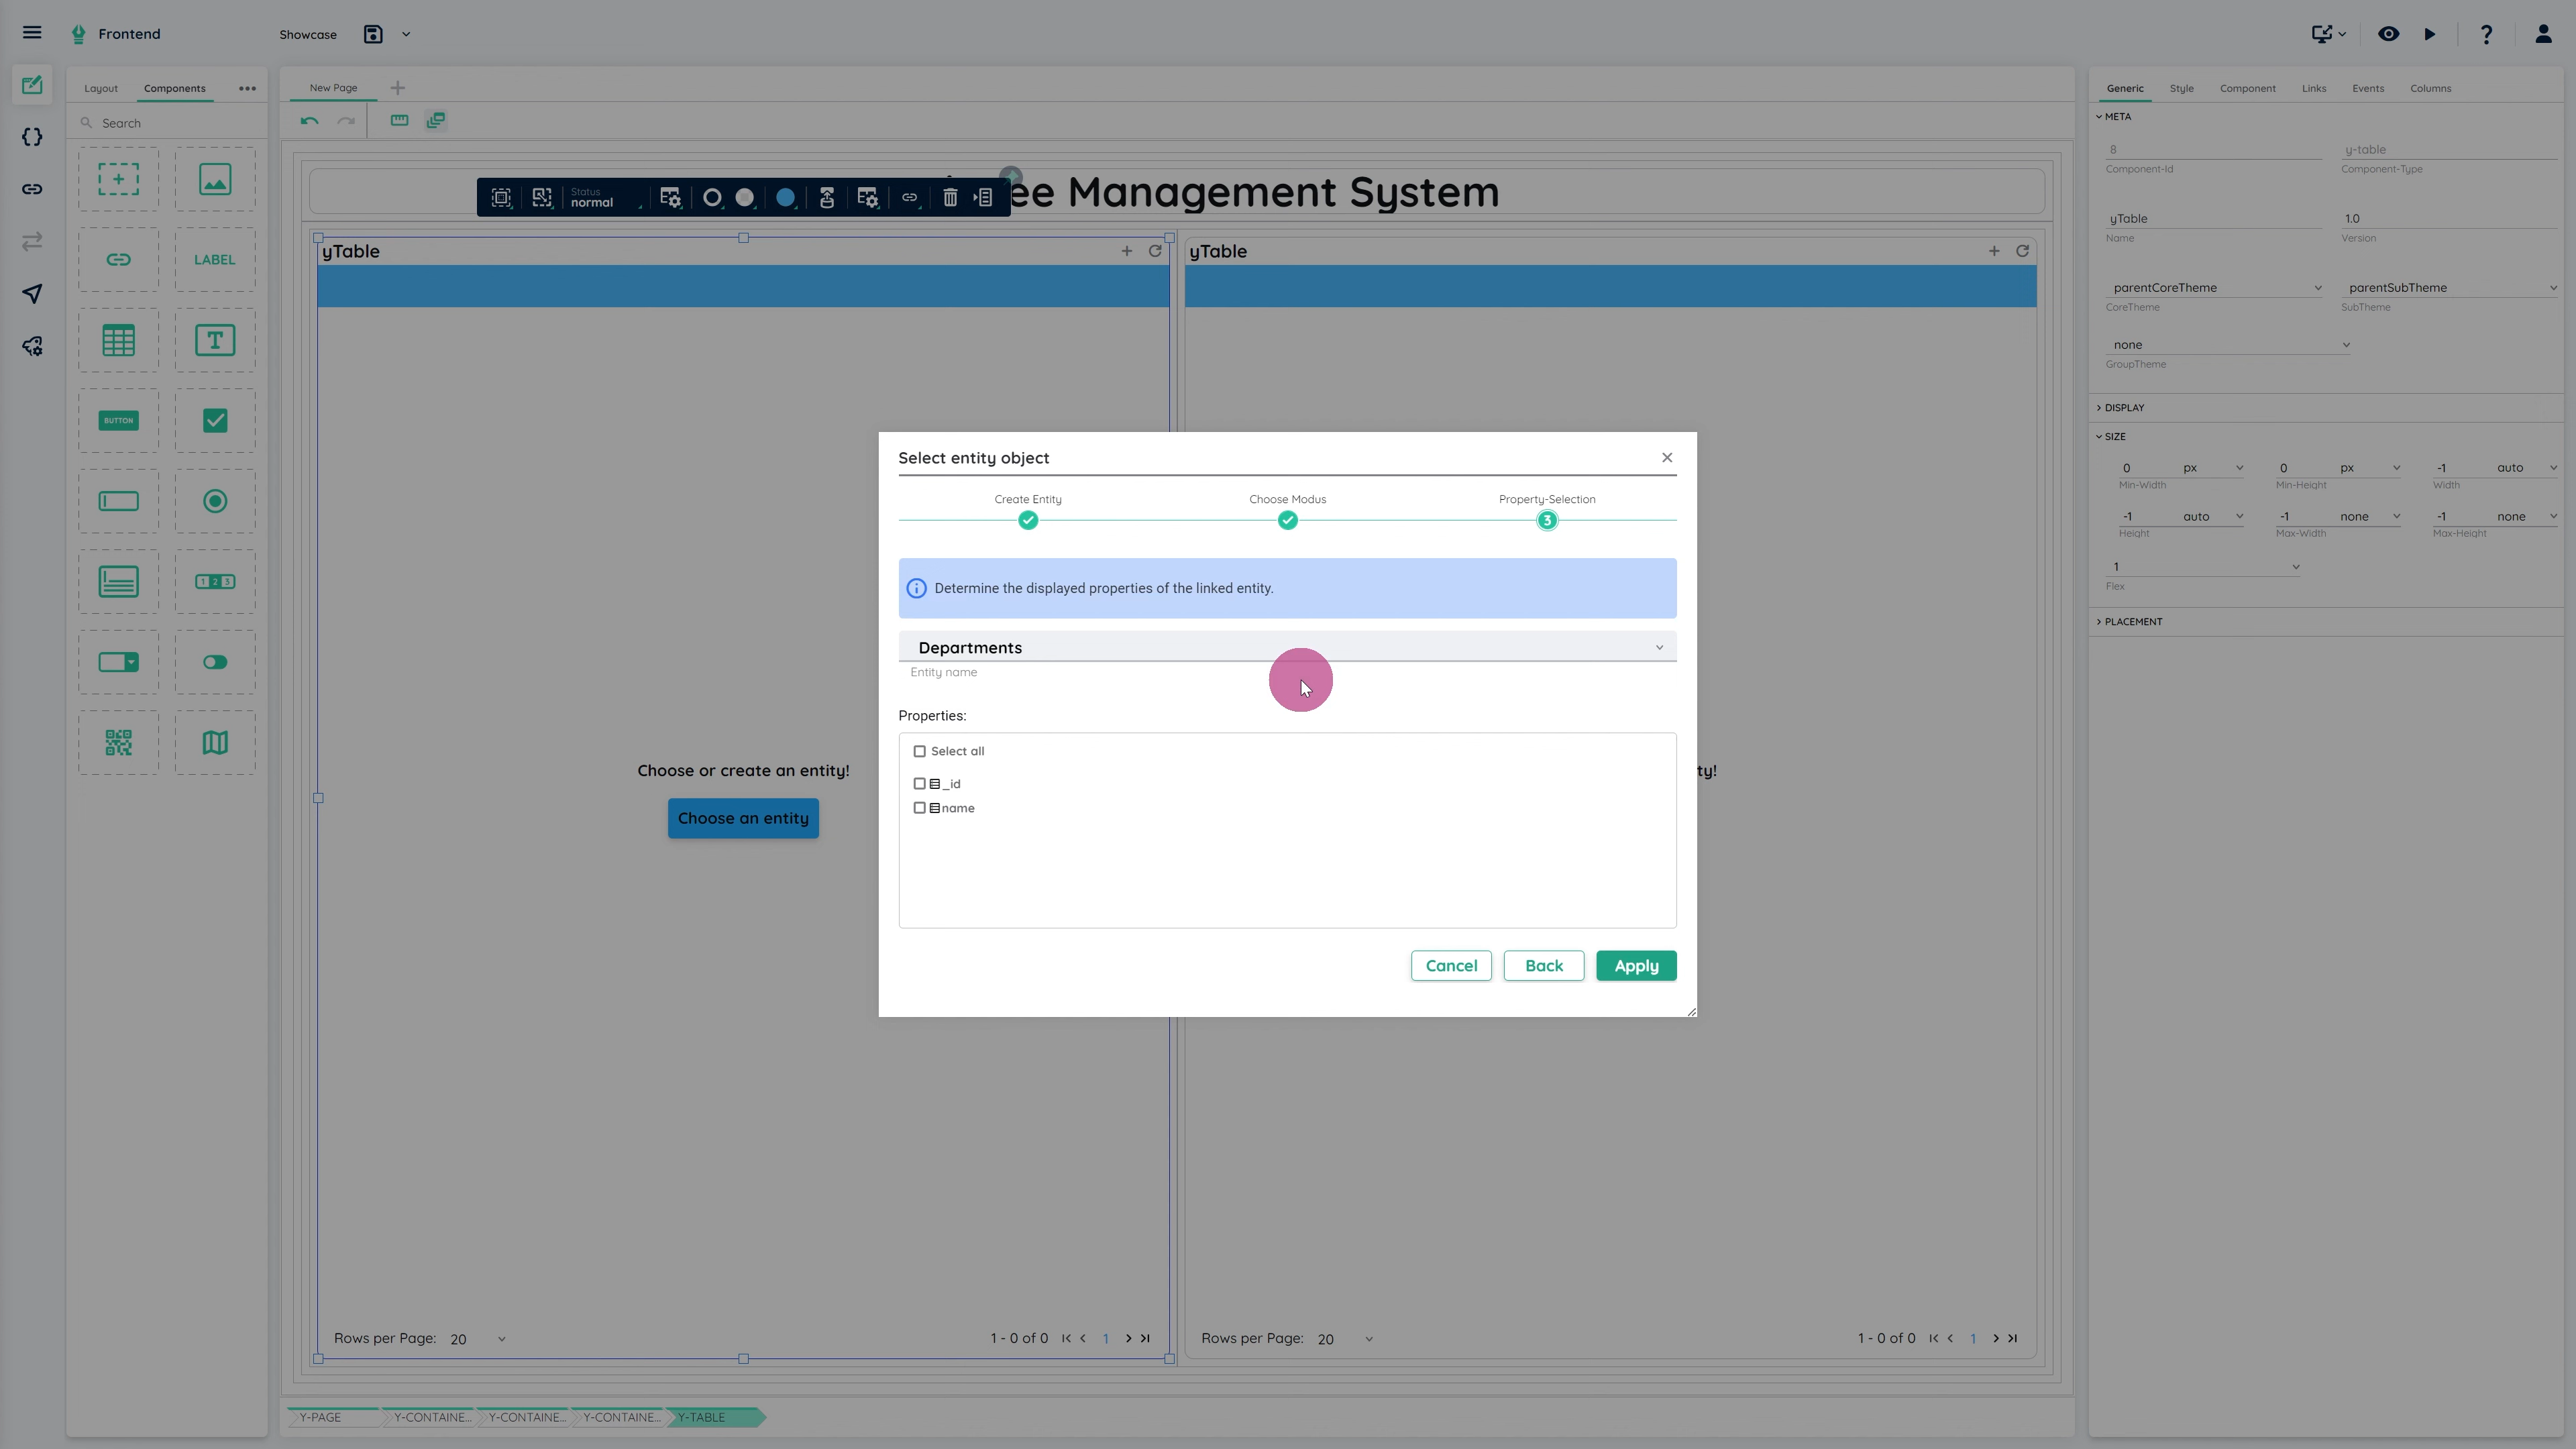 Frontend
Showcase
Layout
Components
New Page
Generic
Style
Component
Links
Events
Columns
Search
LABEL
T
BUTTON
1 2 3
Status
normal
ee Management System
yTable
yTable
Choose or create an entity!
Choose an entity
ty!
Rows per Page: 20
1 - 0 of 0
1
Rows per Page: 20
1 - 0 of 0
1
Select entity object
Create Entity
Choose Modus
Property-Selection
3
Determine the displayed properties of the linked entity.
Departments
Entity name
Properties:
Select all
_id
name
Cancel
Back
Apply
META
8
y-table
Component-Id
Component-Type
yTable
1.0
Name
Version
parentCoreTheme
parentSubTheme
CoreTheme
SubTheme
none
GroupTheme
DISPLAY
SIZE
0 px
0 px
-1 auto
Min-Width
Min-Height
Width
-1 auto
-1 none
-1 none
Height
Max-Width
Max-Height
1
Flex
PLACEMENT
Y-PAGE
Y-CONTAINE...
Y-CONTAINE...
Y-CONTAINE...
Y-TABLE